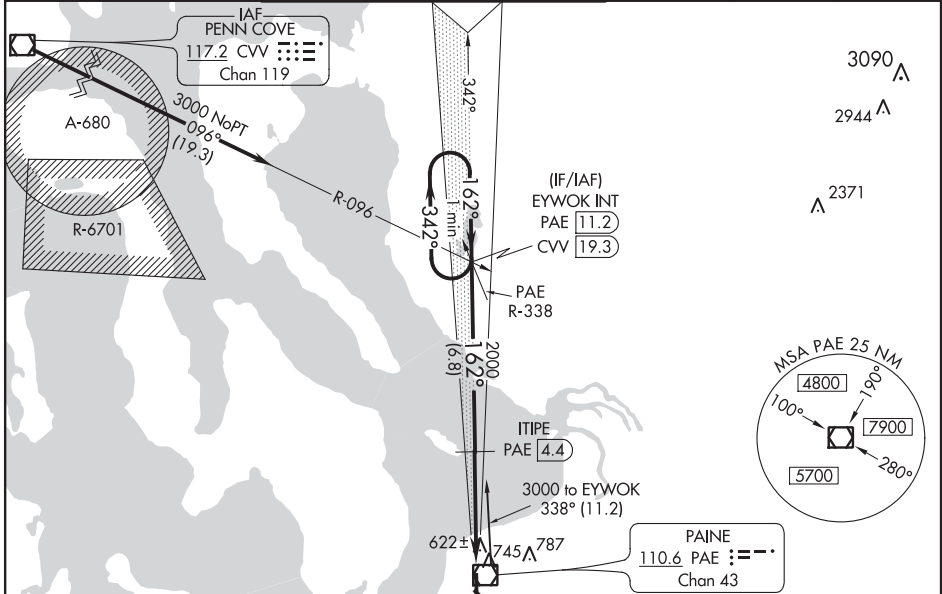 IAF
PENN COVE
117.2 CVV
Chan 119
3090
2944
2371
A-680
R-6701
3000 NoPT
096°
(19.3)
R-096
342°
162°
1 min
342°
(IF/IAF)
EYWOK INT
PAE 11.2
CVV 19.3
PAE
R-338
2000
162°
(6.8)
MSA PAE 25 NM
4800
190°
100°
7900
280°
5700
ITIPE
PAE 4.4
3000 to EYWOK
338° (11.2)
622±
745
787
PAINE
110.6 PAE
Chan 43